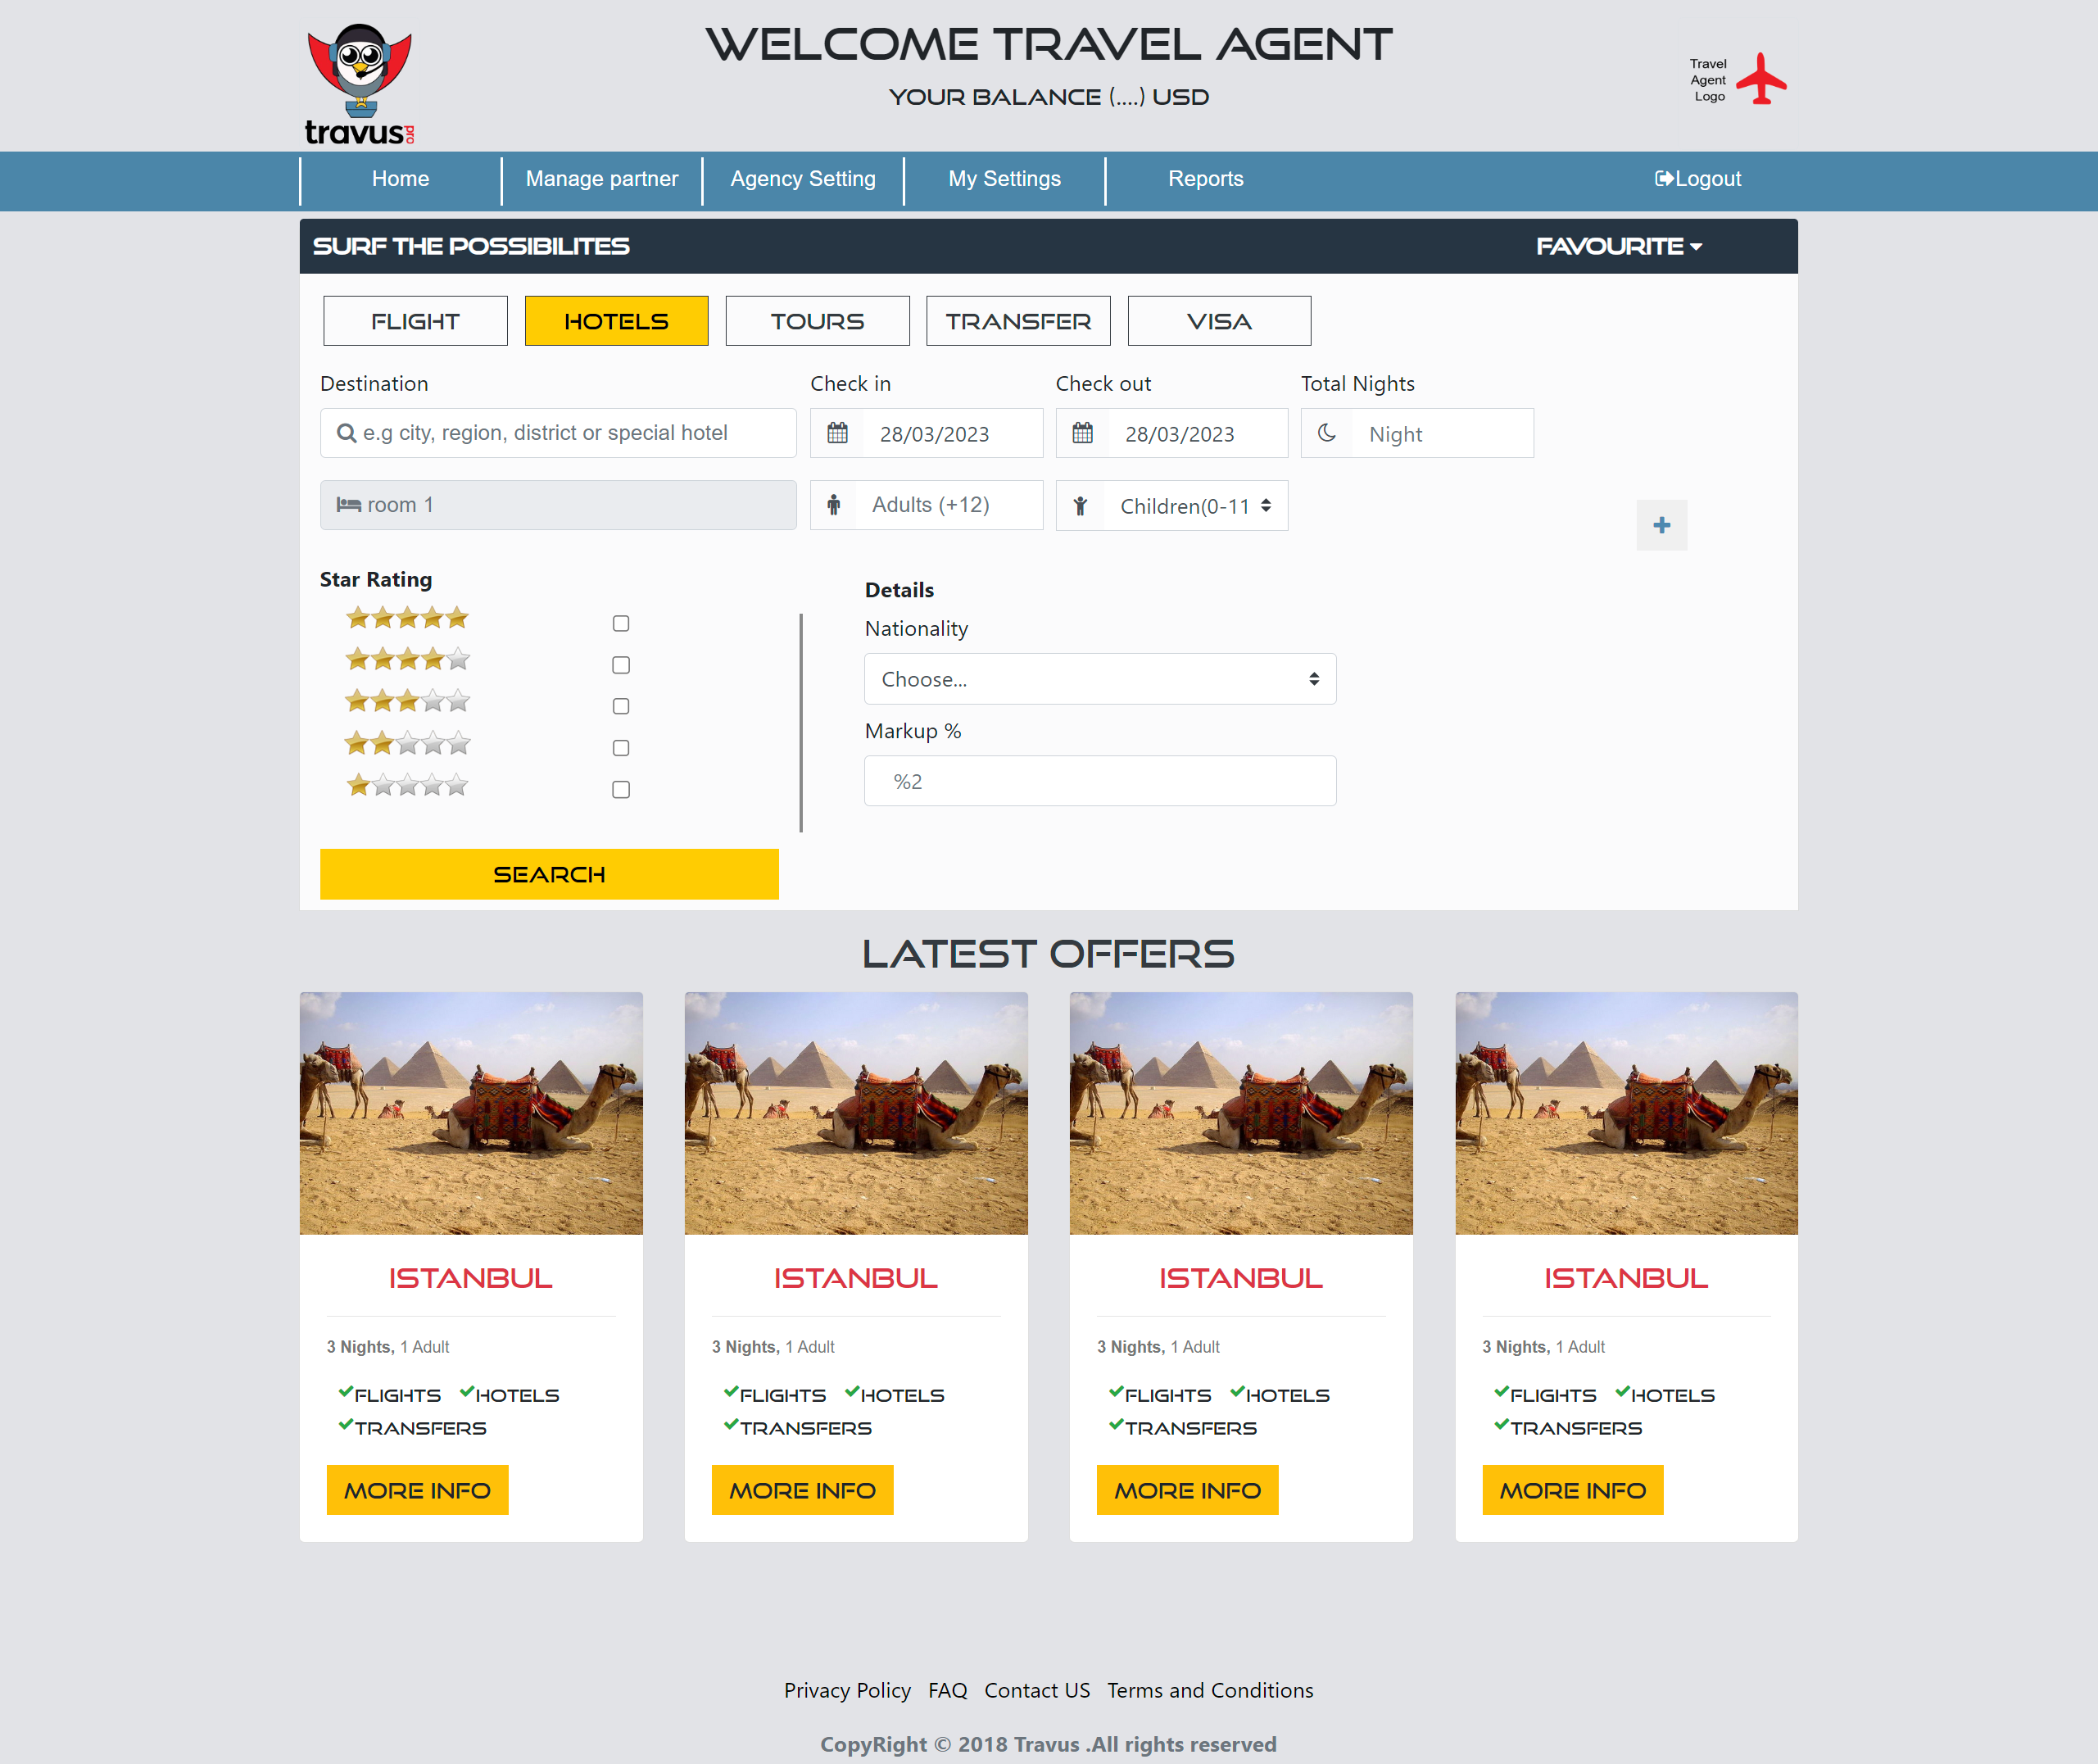 WELCOME TRAVEL AGENT
YOUR BALANCE (....) USD
travus pro
Travel
Agent
Logo
Home Manage partner Agency Setting My Settings Reports Logout
SURF THE POSSIBILITES FAVOURITE
FLIGHT HOTELS TOURS TRANSFER VISA
Destination Check in Check out Total Nights
e.g city, region, district or special hotel 28/03/2023 28/03/2023 Night
room 1 Adults (+12) Children(0-11
+
Star Rating
Details
Nationality
Choose...
Markup %
%2
SEARCH
LATEST OFFERS
ISTANBUL ISTANBUL ISTANBUL ISTANBUL
3 Nights, 1 Adult 3 Nights, 1 Adult 3 Nights, 1 Adult 3 Nights, 1 Adult
FLIGHTS HOTELS FLIGHTS HOTELS FLIGHTS HOTELS FLIGHTS HOTELS
TRANSFERS TRANSFERS TRANSFERS TRANSFERS
MORE INFO MORE INFO MORE INFO MORE INFO
Privacy Policy FAQ Contact US Terms and Conditions
CopyRight © 2018 Travus .All rights reserved